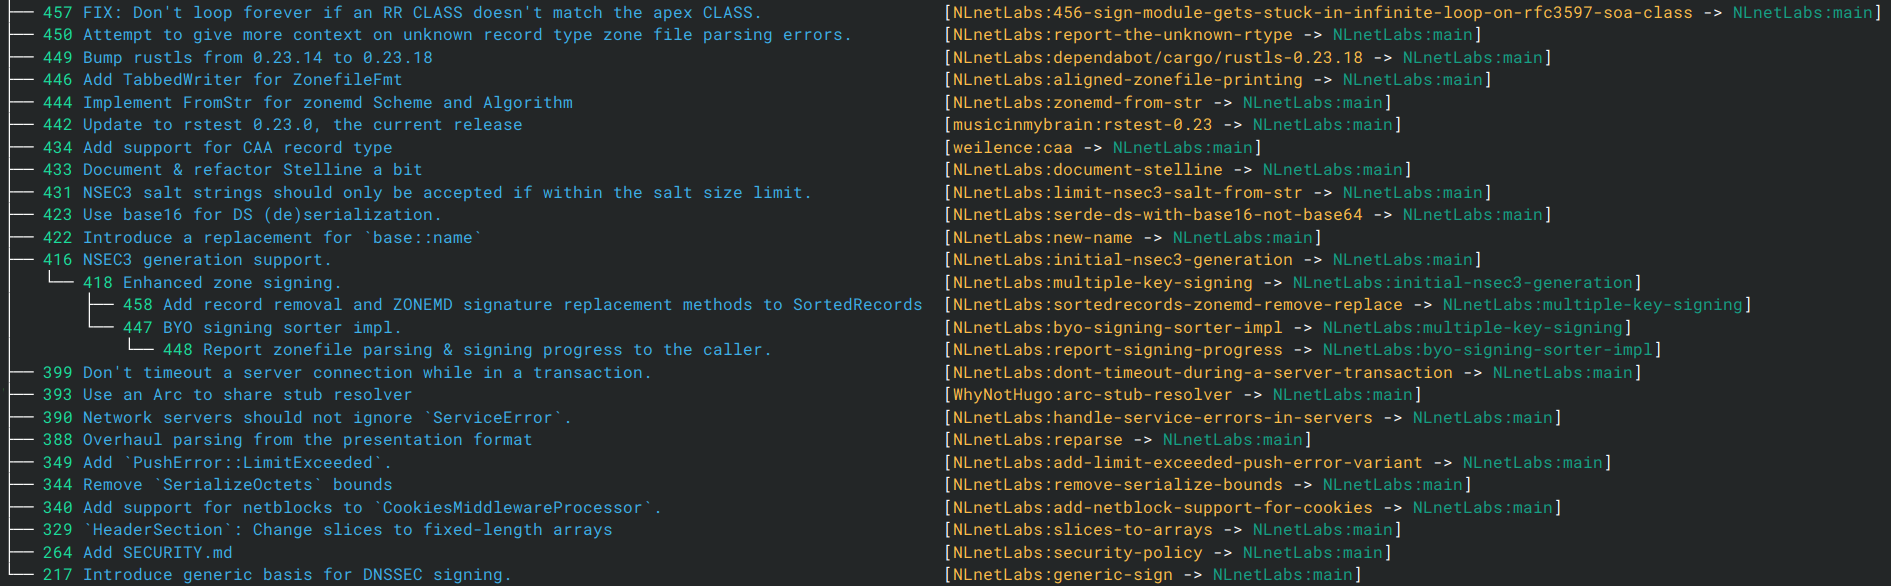 ├── 457 FIX: Don't loop forever if an RR CLASS doesn't match the apex CLASS. [NLnetLabs:456-sign-module-gets-stuck-in-infinite-loop-on-rfc3597-soa-class -> NLnetLabs:main]
├── 450 Attempt to give more context on unknown record type zone file parsing errors. [NLnetLabs:report-the-unknown-rtype -> NLnetLabs:main]
├── 449 Bump rustls from 0.23.14 to 0.23.18 [NLnetLabs:dependabot/cargo/rustls-0.23.18 -> NLnetLabs:main]
├── 446 Add TabbedWriter for ZonefileFmt [NLnetLabs:aligned-zonefile-printing -> NLnetLabs:main]
├── 444 Implement FromStr for zonemd Scheme and Algorithm [NLnetLabs:zonemd-from-str -> NLnetLabs:main]
├── 442 Update to rstest 0.23.0, the current release [musicinmybrain:rstest-0.23 -> NLnetLabs:main]
├── 434 Add support for CAA record type [weilence:caa -> NLnetLabs:main]
├── 433 Document & refactor Stelline a bit [NLnetLabs:document-stelline -> NLnetLabs:main]
├── 431 NSEC3 salt strings should only be accepted if within the salt size limit. [NLnetLabs:limit-nsec3-salt-from-str -> NLnetLabs:main]
├── 423 Use base16 for DS (de)serialization. [NLnetLabs:serde-ds-with-base16-not-base64 -> NLnetLabs:main]
├── 422 Introduce a replacement for `base::name` [NLnetLabs:new-name -> NLnetLabs:main]
├── 416 NSEC3 generation support. [NLnetLabs:initial-nsec3-generation -> NLnetLabs:main]
│   └── 418 Enhanced zone signing. [NLnetLabs:multiple-key-signing -> NLnetLabs:initial-nsec3-generation]
│       ├── 458 Add record removal and ZONEMD signature replacement methods to SortedRecords [NLnetLabs:sortedrecords-zonemd-remove-replace -> NLnetLabs:multiple-key-signing]
│       └── 447 BYO signing sorter impl. [NLnetLabs:byo-signing-sorter-impl -> NLnetLabs:multiple-key-signing]
│           └── 448 Report zonefile parsing & signing progress to the caller. [NLnetLabs:report-signing-progress -> NLnetLabs:byo-signing-sorter-impl]
├── 399 Don't timeout a server connection while in a transaction. [NLnetLabs:dont-timeout-during-a-server-transaction -> NLnetLabs:main]
├── 393 Use an Arc to share stub resolver [WhyNotHugo:arc-stub-resolver -> NLnetLabs:main]
├── 390 Network servers should not ignore `ServiceError`. [NLnetLabs:handle-service-errors-in-servers -> NLnetLabs:main]
├── 388 Overhaul parsing from the presentation format [NLnetLabs:reparse -> NLnetLabs:main]
├── 349 Add `PushError::LimitExceeded`. [NLnetLabs:add-limit-exceeded-push-error-variant -> NLnetLabs:main]
├── 344 Remove `SerializeOctets` bounds [NLnetLabs:remove-serialize-bounds -> NLnetLabs:main]
├── 340 Add support for netblocks to `CookiesMiddlewareProcessor`. [NLnetLabs:add-netblock-support-for-cookies -> NLnetLabs:main]
├── 329 `HeaderSection`: Change slices to fixed-length arrays [NLnetLabs:slices-to-arrays -> NLnetLabs:main]
├── 264 Add SECURITY.md [NLnetLabs:security-policy -> NLnetLabs:main]
└── 217 Introduce generic basis for DNSSEC signing. [NLnetLabs:generic-sign -> NLnetLabs:main]